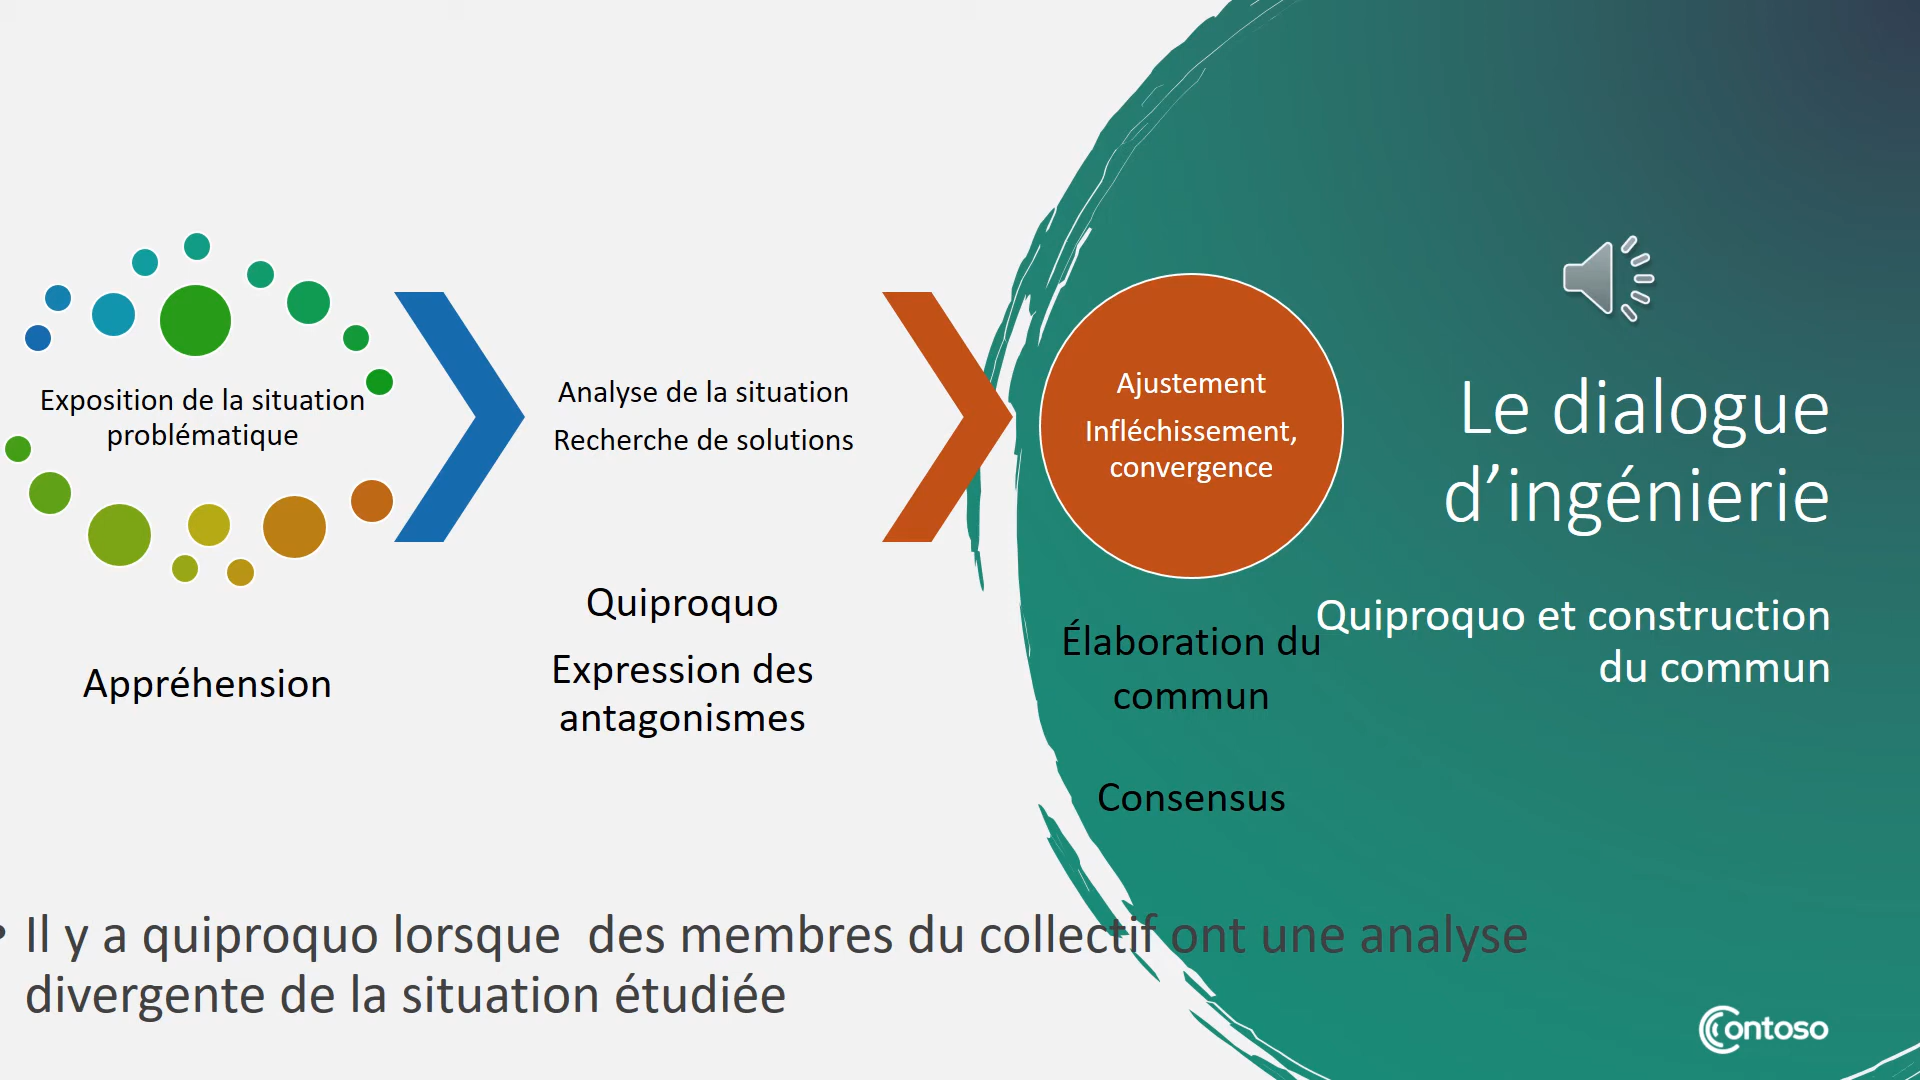 Exposition de la situation
problématique
Appréhension
Analyse de la situation
Recherche de solutions
Quiproquo
Expression des
antagonismes
Ajustement
Infléchissement,
convergence
Élaboration du
commun
Consensus
Le dialogue
d’ingénierie
Quiproquo et construction
du commun
• Il y a quiproquo lorsque  des membres du collectif ont une analyse
divergente de la situation étudiée
Contoso